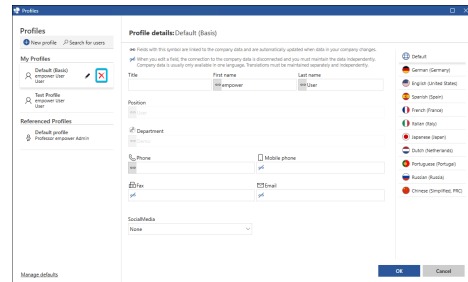 Profiles
Profiles
New profile
Search for users
My Profiles
Default (Basis)
empower User
User
Test Profile
empower User
User
Referenced Profiles
Default profile
Professor empower Admin
Manage defaults
Profile details: Default (Basis)
Fields with this symbol are linked to the company data and are automatically updated when data in your company changes.
When you edit a field, the connection to the company data is disconnected and you must maintain the data independently.
Company data is usually only available in one language. Translations must be maintained separately and independently.
Title
First name
Last name
empower
User
Position
User
Department
Phone
Mobile phone
Fax
Email
SocialMedia
None
Default
German (Germany)
English (United States)
Spanish (Spain)
French (France)
Italian (Italy)
Japanese (Japan)
Dutch (Netherlands)
Portuguese (Portugal)
Russian (Russia)
Chinese (Simplified, PRC)
OK
Cancel